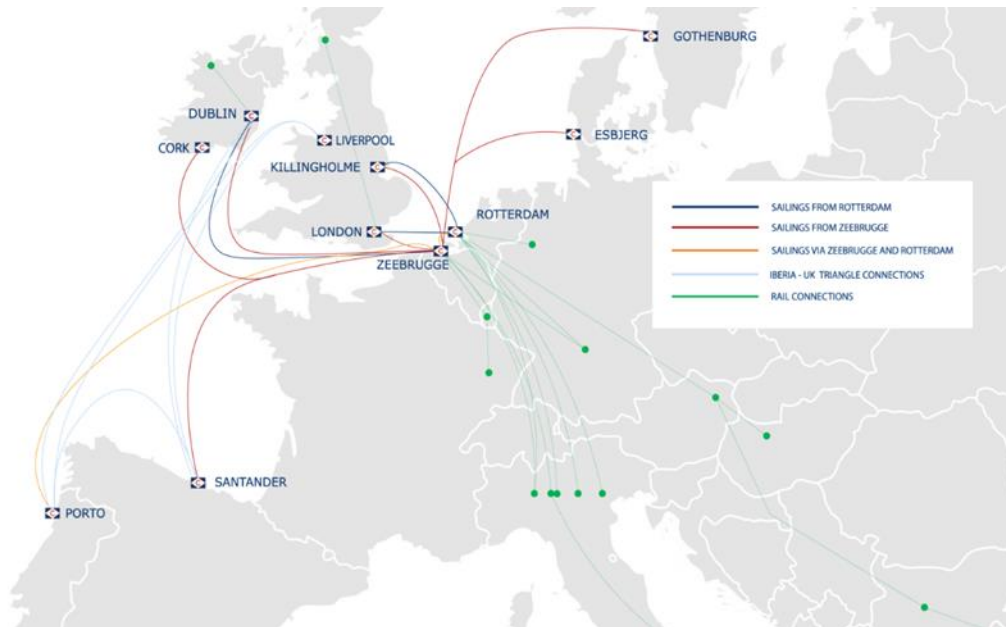 GOTHENBURG
DUBLIN
ESBJERG
LIVERPOOL
CORK
KILLINGHOLME
ROTTERDAM
LONDON
ZEEBRUGGE
SAILINGS FROM ROTTERDAM
SAILINGS FROM ZEEBRUGGE
SAILINGS VIA ZEEBRUGGE AND ROTTERDAM
IBERIA - UK TRIANGLE CONNECTIONS
RAIL CONNECTIONS
SANTANDER
PORTO